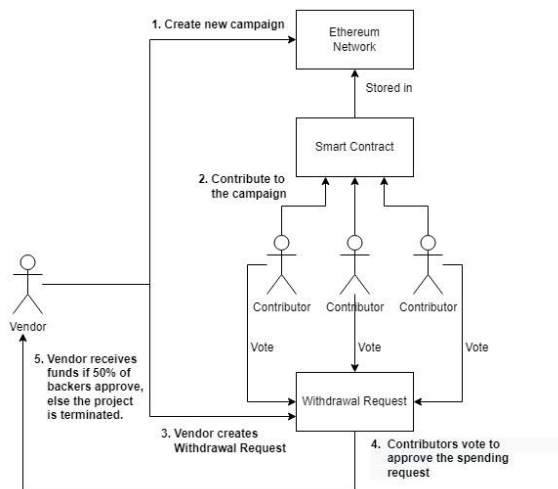 1. Create new campaign
Ethereum
Network
Stored in
Smart Contract
2. Contribute to
the campaign
Contributor
Contributor
Contributor
Vendor
Vote
Vote
Vote
5. Vendor receives
funds if 50% of
backers approve,
else the project
is terminated.
Withdrawal Request
3. Vendor creates
Withdrawal Request
4. Contributors vote to
approve the spending
request